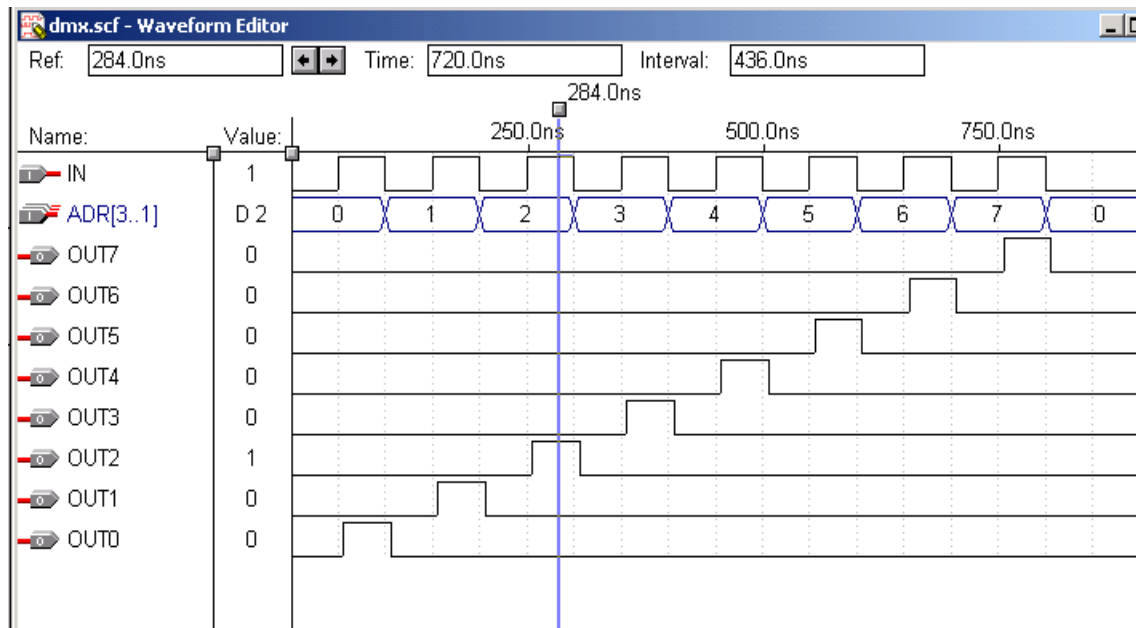 dmx.scf - Waveform Editor
Ref: 284.0ns Time: 720.0ns Interval: 436.0ns
284.0ns
Name: Value: 250.0ns 500.0ns 750.0ns
IN 1
ADR[3..1] D 2 0 1 2 3 4 5 6 7 0
OUT7 0
OUT6 0
OUT5 0
OUT4 0
OUT3 0
OUT2 1
OUT1 0
OUT0 0